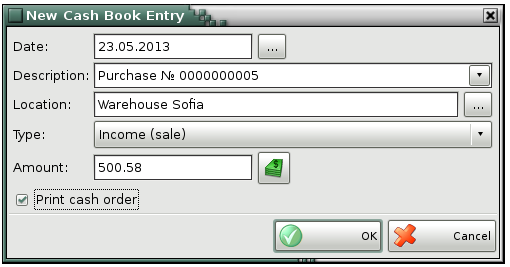 New Cash Book Entry
Date: 23.05.2013 ...
Description: Purchase № 0000000005
Location: Warehouse Sofia ...
Type: Income (sale)
Amount: 500.58
Print cash order
OK Cancel